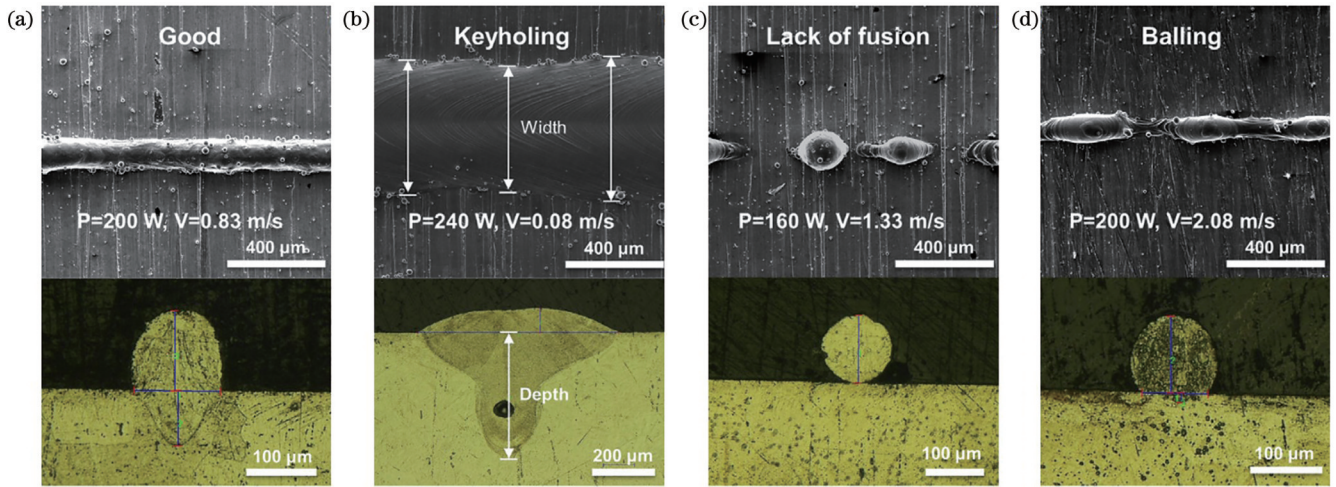 (a)
Good
P=200 W, V=0.83 m/s
400 µm
100 µm
(b)
Keyholing
Width
P=240 W, V=0.08 m/s
400 µm
Depth
200 µm
(c)
Lack of fusion
P=160 W, V=1.33 m/s
400 µm
100 µm
(d)
Balling
P=200 W, V=2.08 m/s
400 µm
100 µm